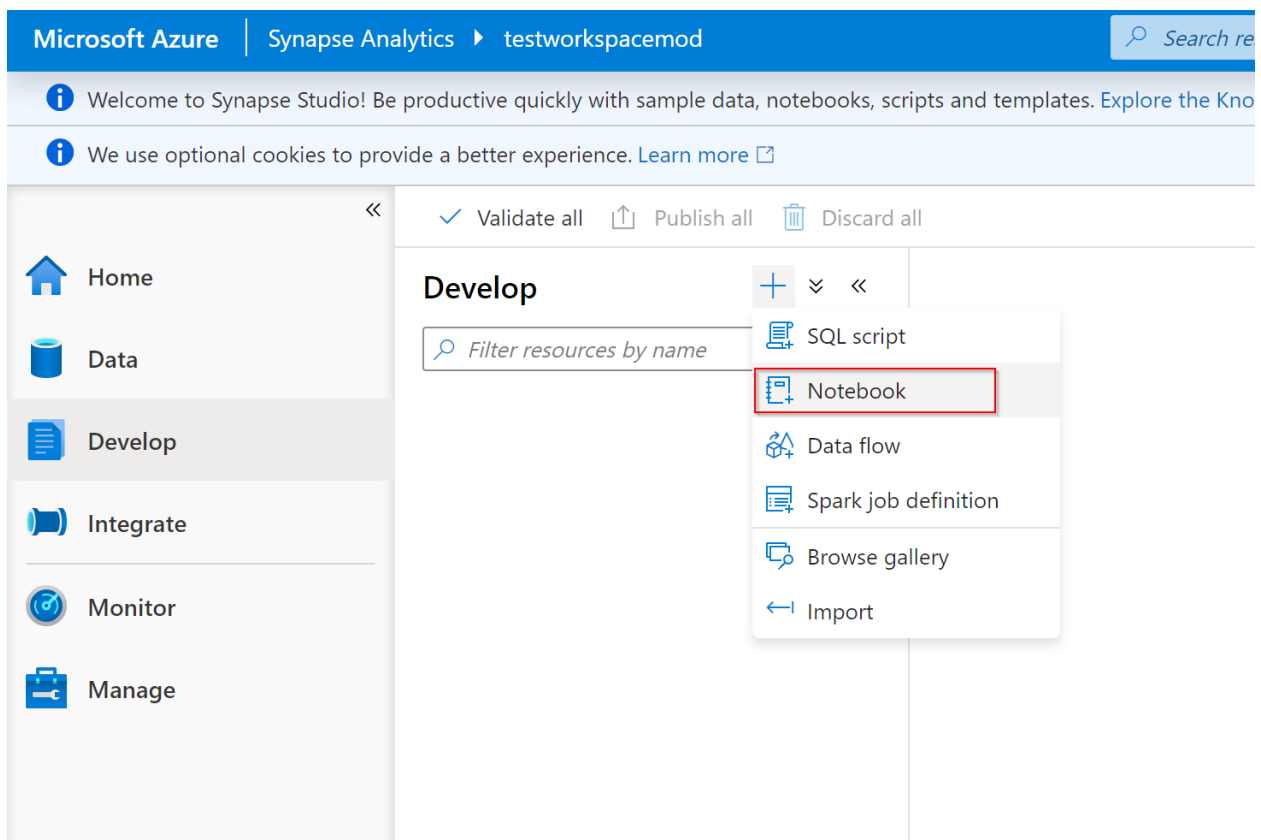 Microsoft Azure
Synapse Analytics
testworkspacemod
Search re
Welcome to Synapse Studio! Be productive quickly with sample data, notebooks, scripts and templates. Explore the Kno
We use optional cookies to provide a better experience. Learn more
Home
Data
Develop
Integrate
Monitor
Manage
Validate all
Publish all
Discard all
Develop
Filter resources by name
SQL script
Notebook
Data flow
Spark job definition
Browse gallery
Import